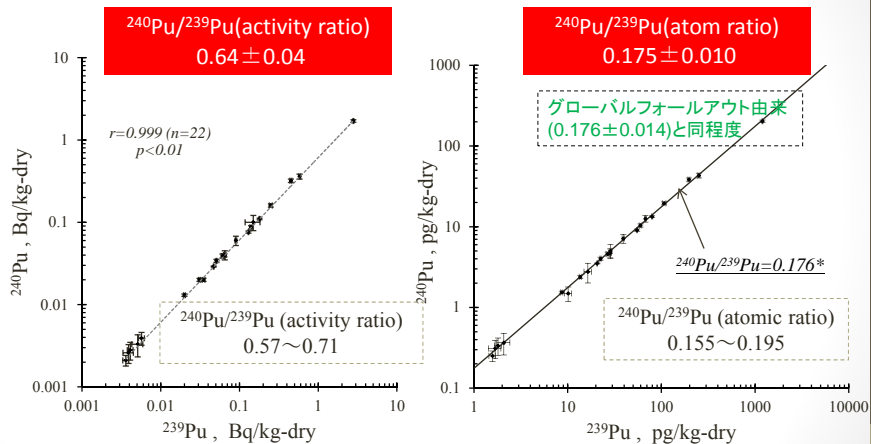 ²⁴⁰Pu/²³⁹Pu(activity ratio)
0.64±0.04
10
1
0.1
0.01
0.001
²⁴⁰Pu , Bq/kg-dry
r=0.999 (n=22)
p<0.01
²⁴⁰Pu/²³⁹Pu (activity ratio)
0.57～0.71
0.001
0.01
0.1
1
10
²³⁹Pu , Bq/kg-dry
²⁴⁰Pu/²³⁹Pu(atom ratio)
0.175±0.010
1000
100
10
1
0.1
²⁴⁰Pu , pg/kg-dry
グローバルフォールアウト由来
(0.176±0.014)と同程度
²⁴⁰Pu/²³⁹Pu=0.176*
²⁴⁰Pu/²³⁹Pu (atomic ratio)
0.155～0.195
1
10
100
1000
10000
²³⁹Pu , pg/kg-dry